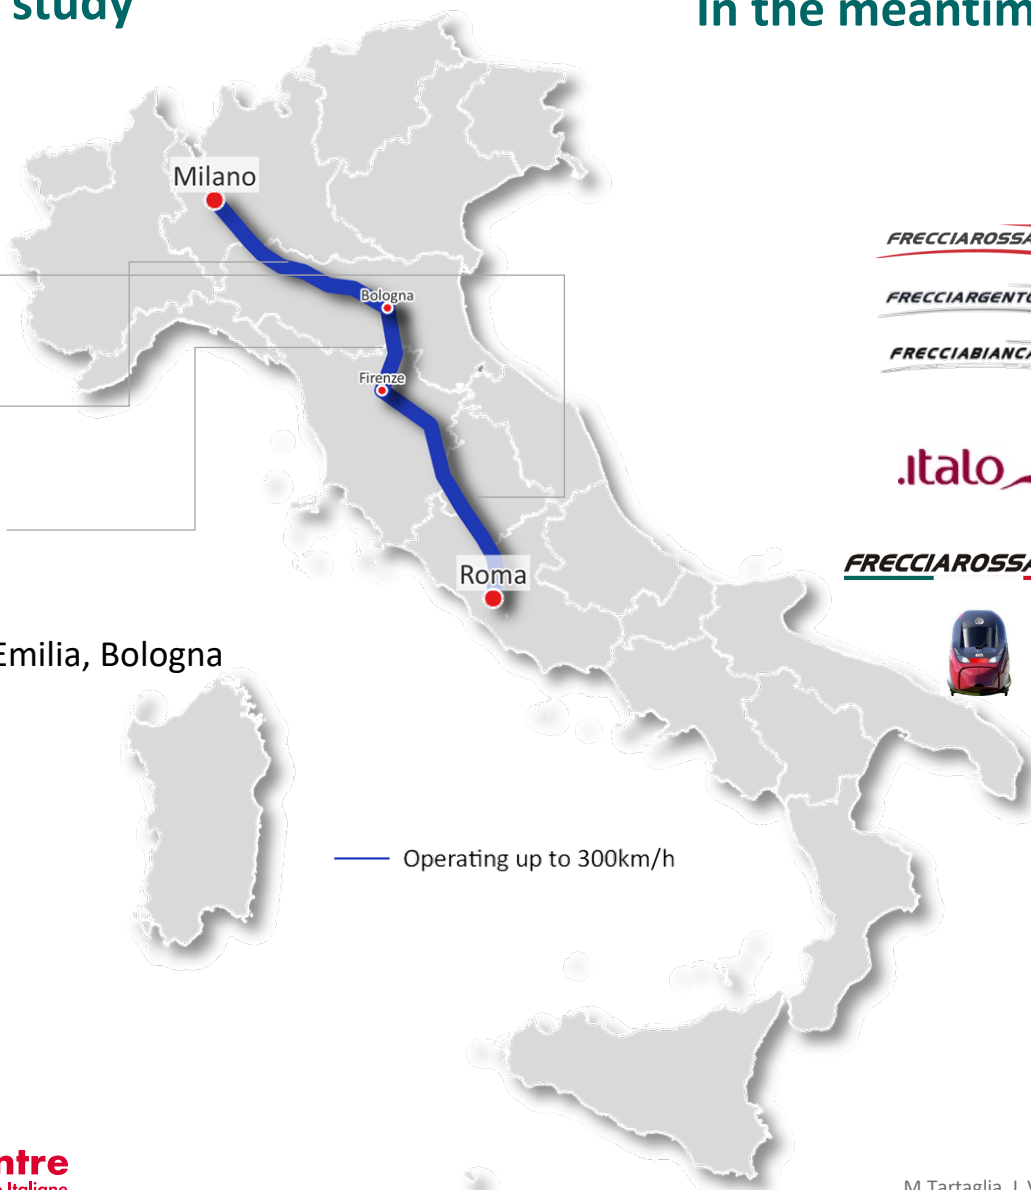 study
In the meantim
Milano
FRECCIAROSSA
Bologna
FRECCIARGENTO
FRECCIABIANCA
Firenze
.italo
FRECCIAROSSA
Roma
Emilia, Bologna
Operating up to 300km/h
ntre
Italiane
M Tartaglia, J. V